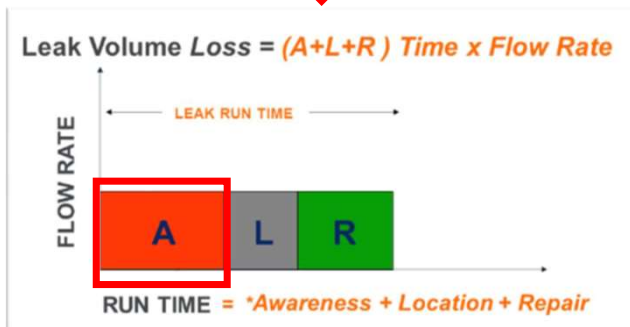 Leak Volume Loss = (A+L+R ) Time x Flow Rate
LEAK RUN TIME
FLOW RATE
A L R
RUN TIME = *Awareness + Location + Repair